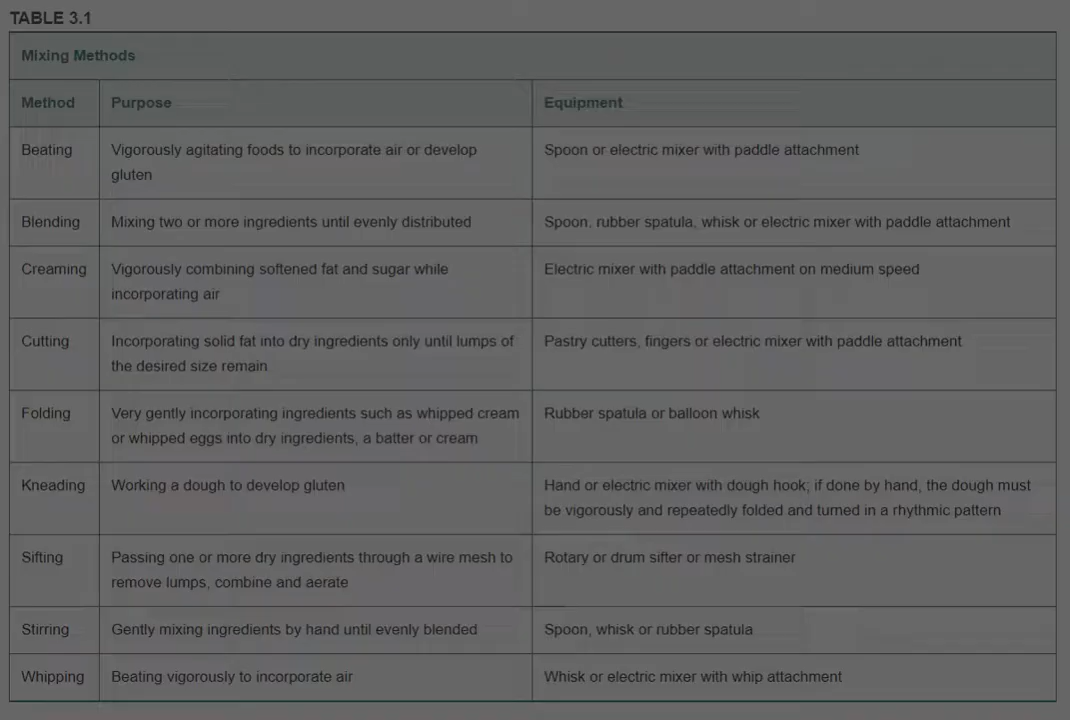 TABLE 3.1
Mixing Methods
Method Purpose Equipment
Beating Vigorously agitating foods to incorporate air or develop Spoon or electric mixer with paddle attachment
gluten
Blending Mixing two or more ingredients until evenly distributed Spoon, rubber spatula, whisk or electric mixer with paddle attachment
Creaming Vigorously combining softened fat and sugar while Electric mixer with paddle attachment on medium speed
incorporating air
Cutting Incorporating solid fat into dry ingredients only until lumps of Pastry cutters, fingers or electric mixer with paddle attachment
the desired size remain
Folding Very gently incorporating ingredients such as whipped cream Rubber spatula or balloon whisk
or whipped eggs into dry ingredients, a batter or cream
Kneading Working a dough to develop gluten Hand or electric mixer with dough hook; if done by hand, the dough must
be vigorously and repeatedly folded and turned in a rhythmic pattern
Sifting Passing one or more dry ingredients through a wire mesh to Rotary or drum sifter or mesh strainer
remove lumps, combine and aerate
Stirring Gently mixing ingredients by hand until evenly blended Spoon, whisk or rubber spatula
Whipping Beating vigorously to incorporate air Whisk or electric mixer with whip attachment